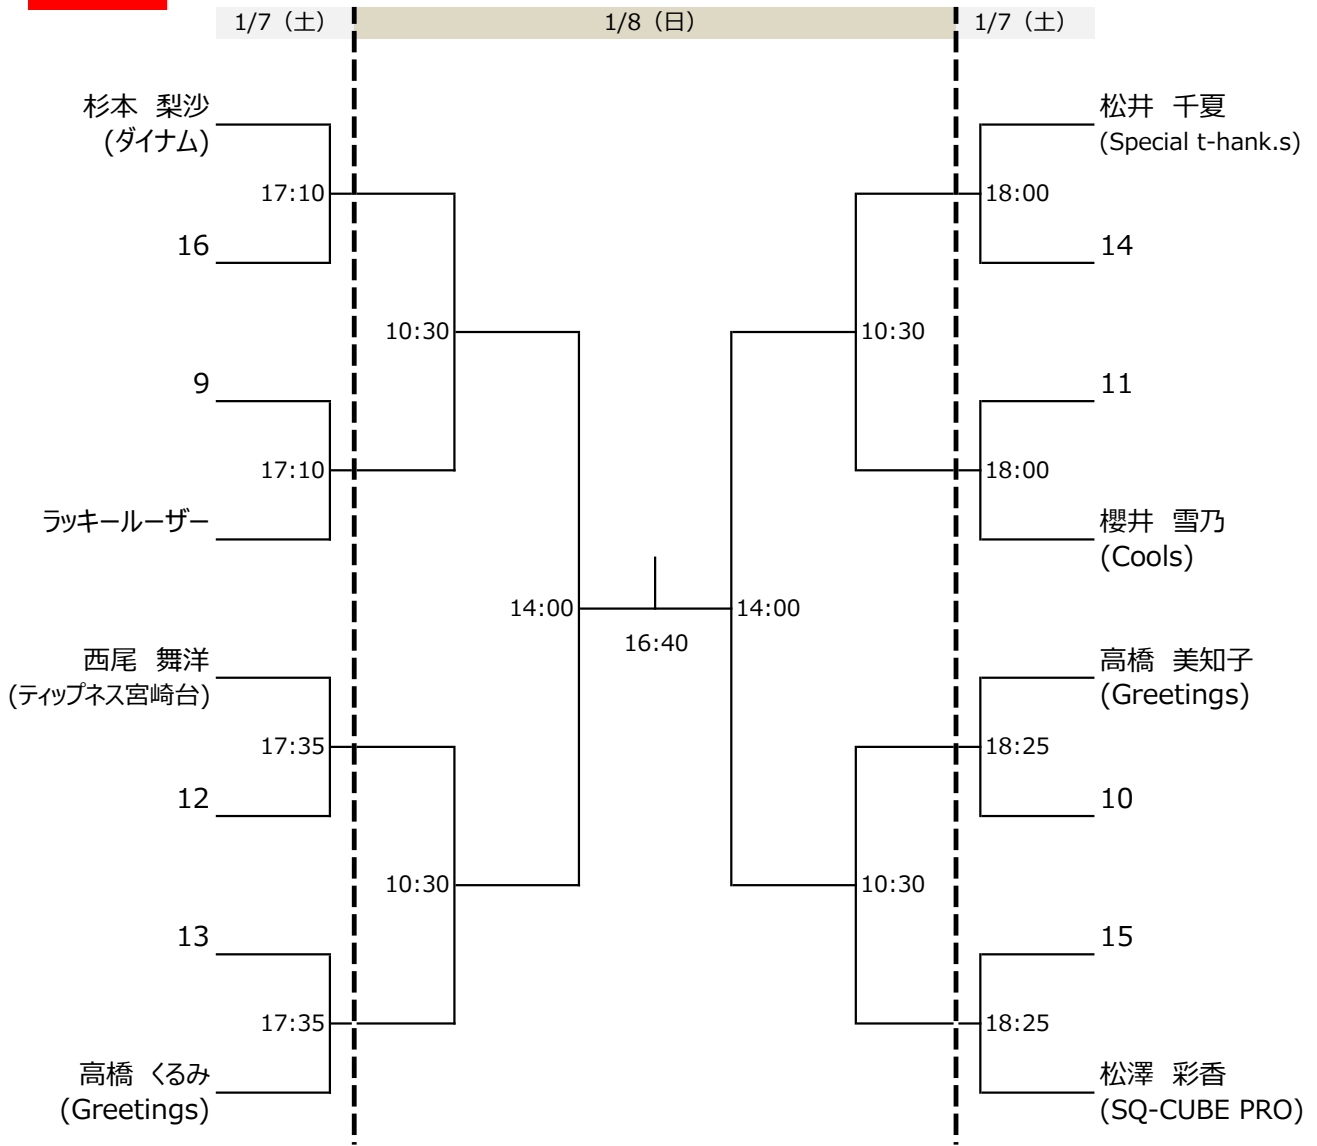 1/7（土）
1/8（日）
1/7（土）
杉本　梨沙
(ダイナム)
17:10
16
9
17:10
ラッキールーザー
10:30
西尾　舞洋
(ティップネス宮崎台)
17:35
12
13
17:35
高橋　くるみ
(Greetings)
10:30
14:00
16:40
14:00
10:30
10:30
松井　千夏
(Special t-hank.s)
18:00
14
11
18:00
櫻井　雪乃
(Cools)
高橋　美知子
(Greetings)
18:25
10
15
18:25
松澤　彩香
(SQ-CUBE PRO)